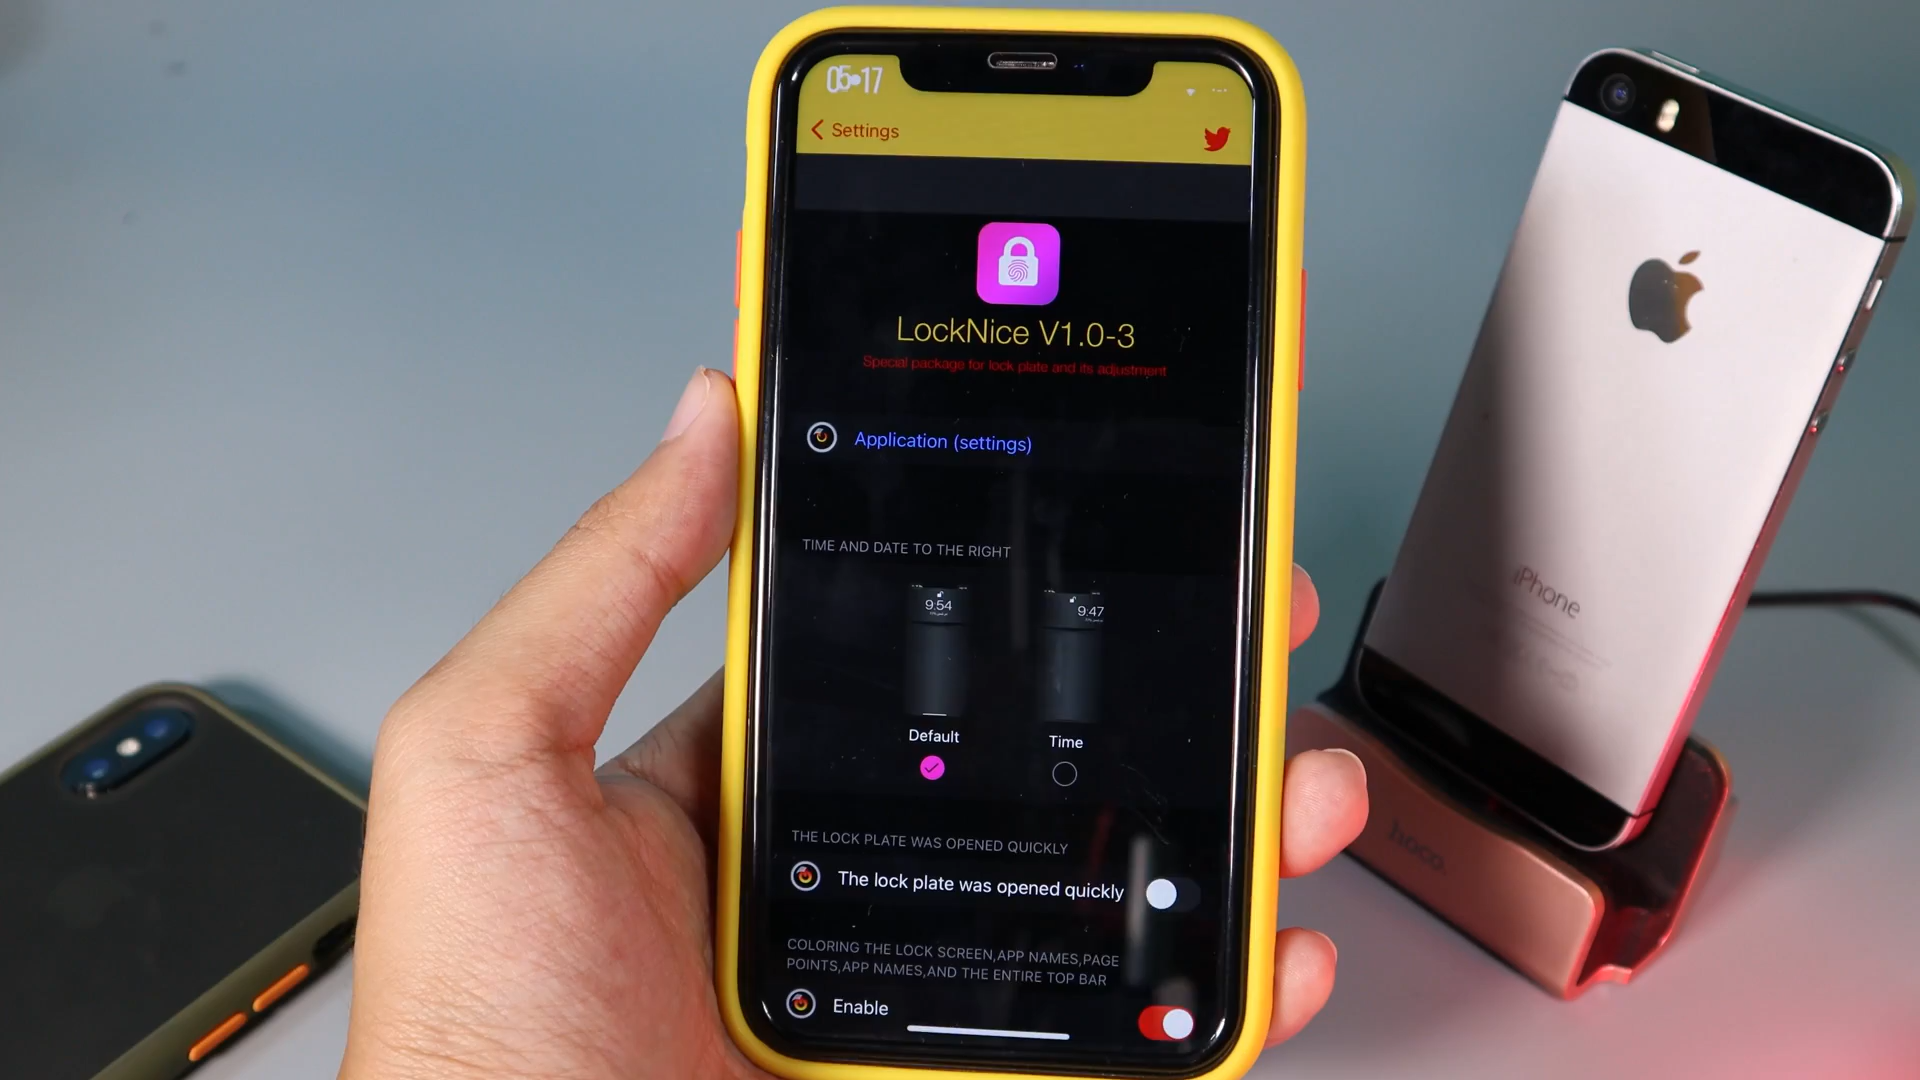 05•17
Settings
LockNice V1.0-3
Special package for lock plate and its adjustment
Application (settings)
TIME AND DATE TO THE RIGHT
9:54
9:47
Default
Time
THE LOCK PLATE WAS OPENED QUICKLY
The lock plate was opened quickly
COLORING THE LOCK SCREEN,APP NAMES,PAGE
POINTS,APP NAMES,AND THE ENTIRE TOP BAR
Enable
iPhone
hoco.